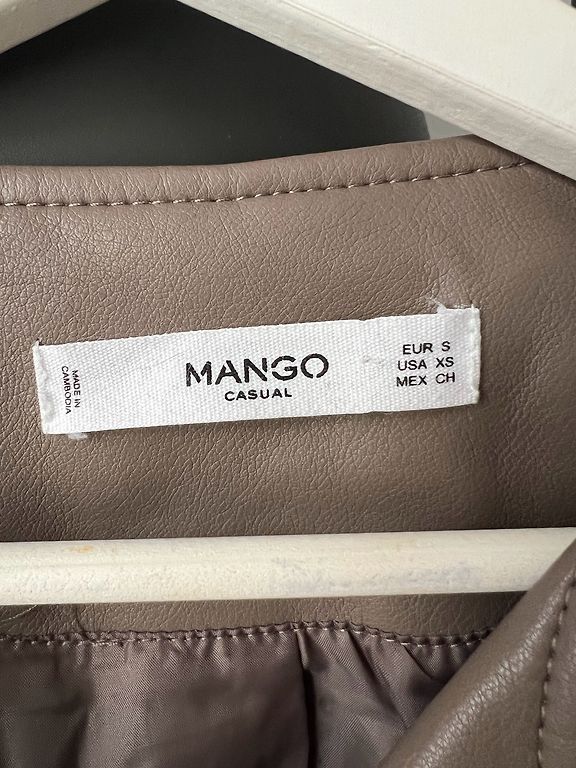 MADE IN
CAMBODIA
MANGO
CASUAL
EUR S
USA XS
MEX CH